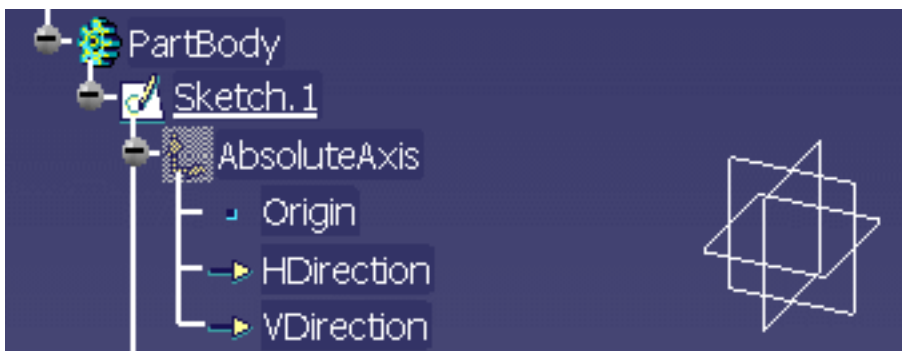 PartBody
Sketch.1
AbsoluteAxis
Origin
HDirection
VDirection